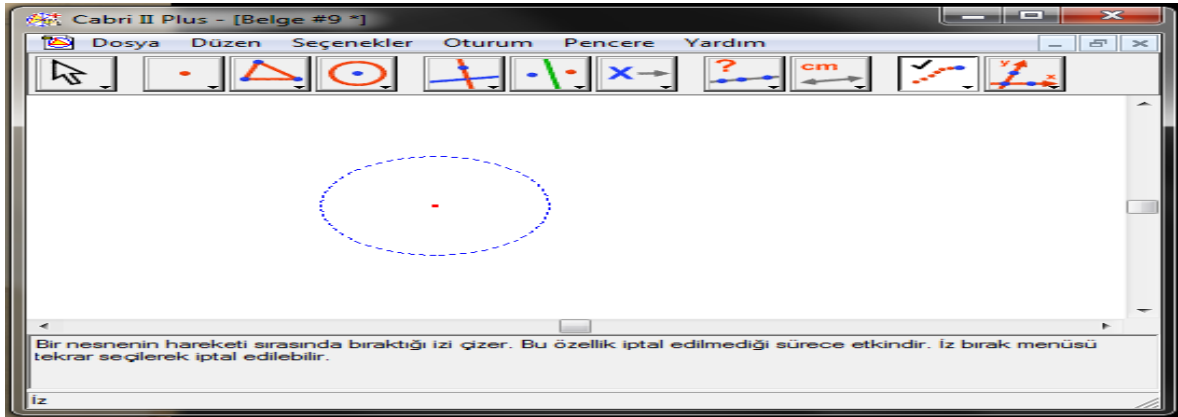 Cabri II Plus - [Belge #9 *]
Dosya Düzen Seçenekler Oturum Pencere Yardım
? cm y x
Bir nesnenin hareketi sırasında bıraktığı izi çizer. Bu özellik iptal edilmediği sürece etkindir. İz bırak menüsü
tekrar seçilerek iptal edilebilir.
İz